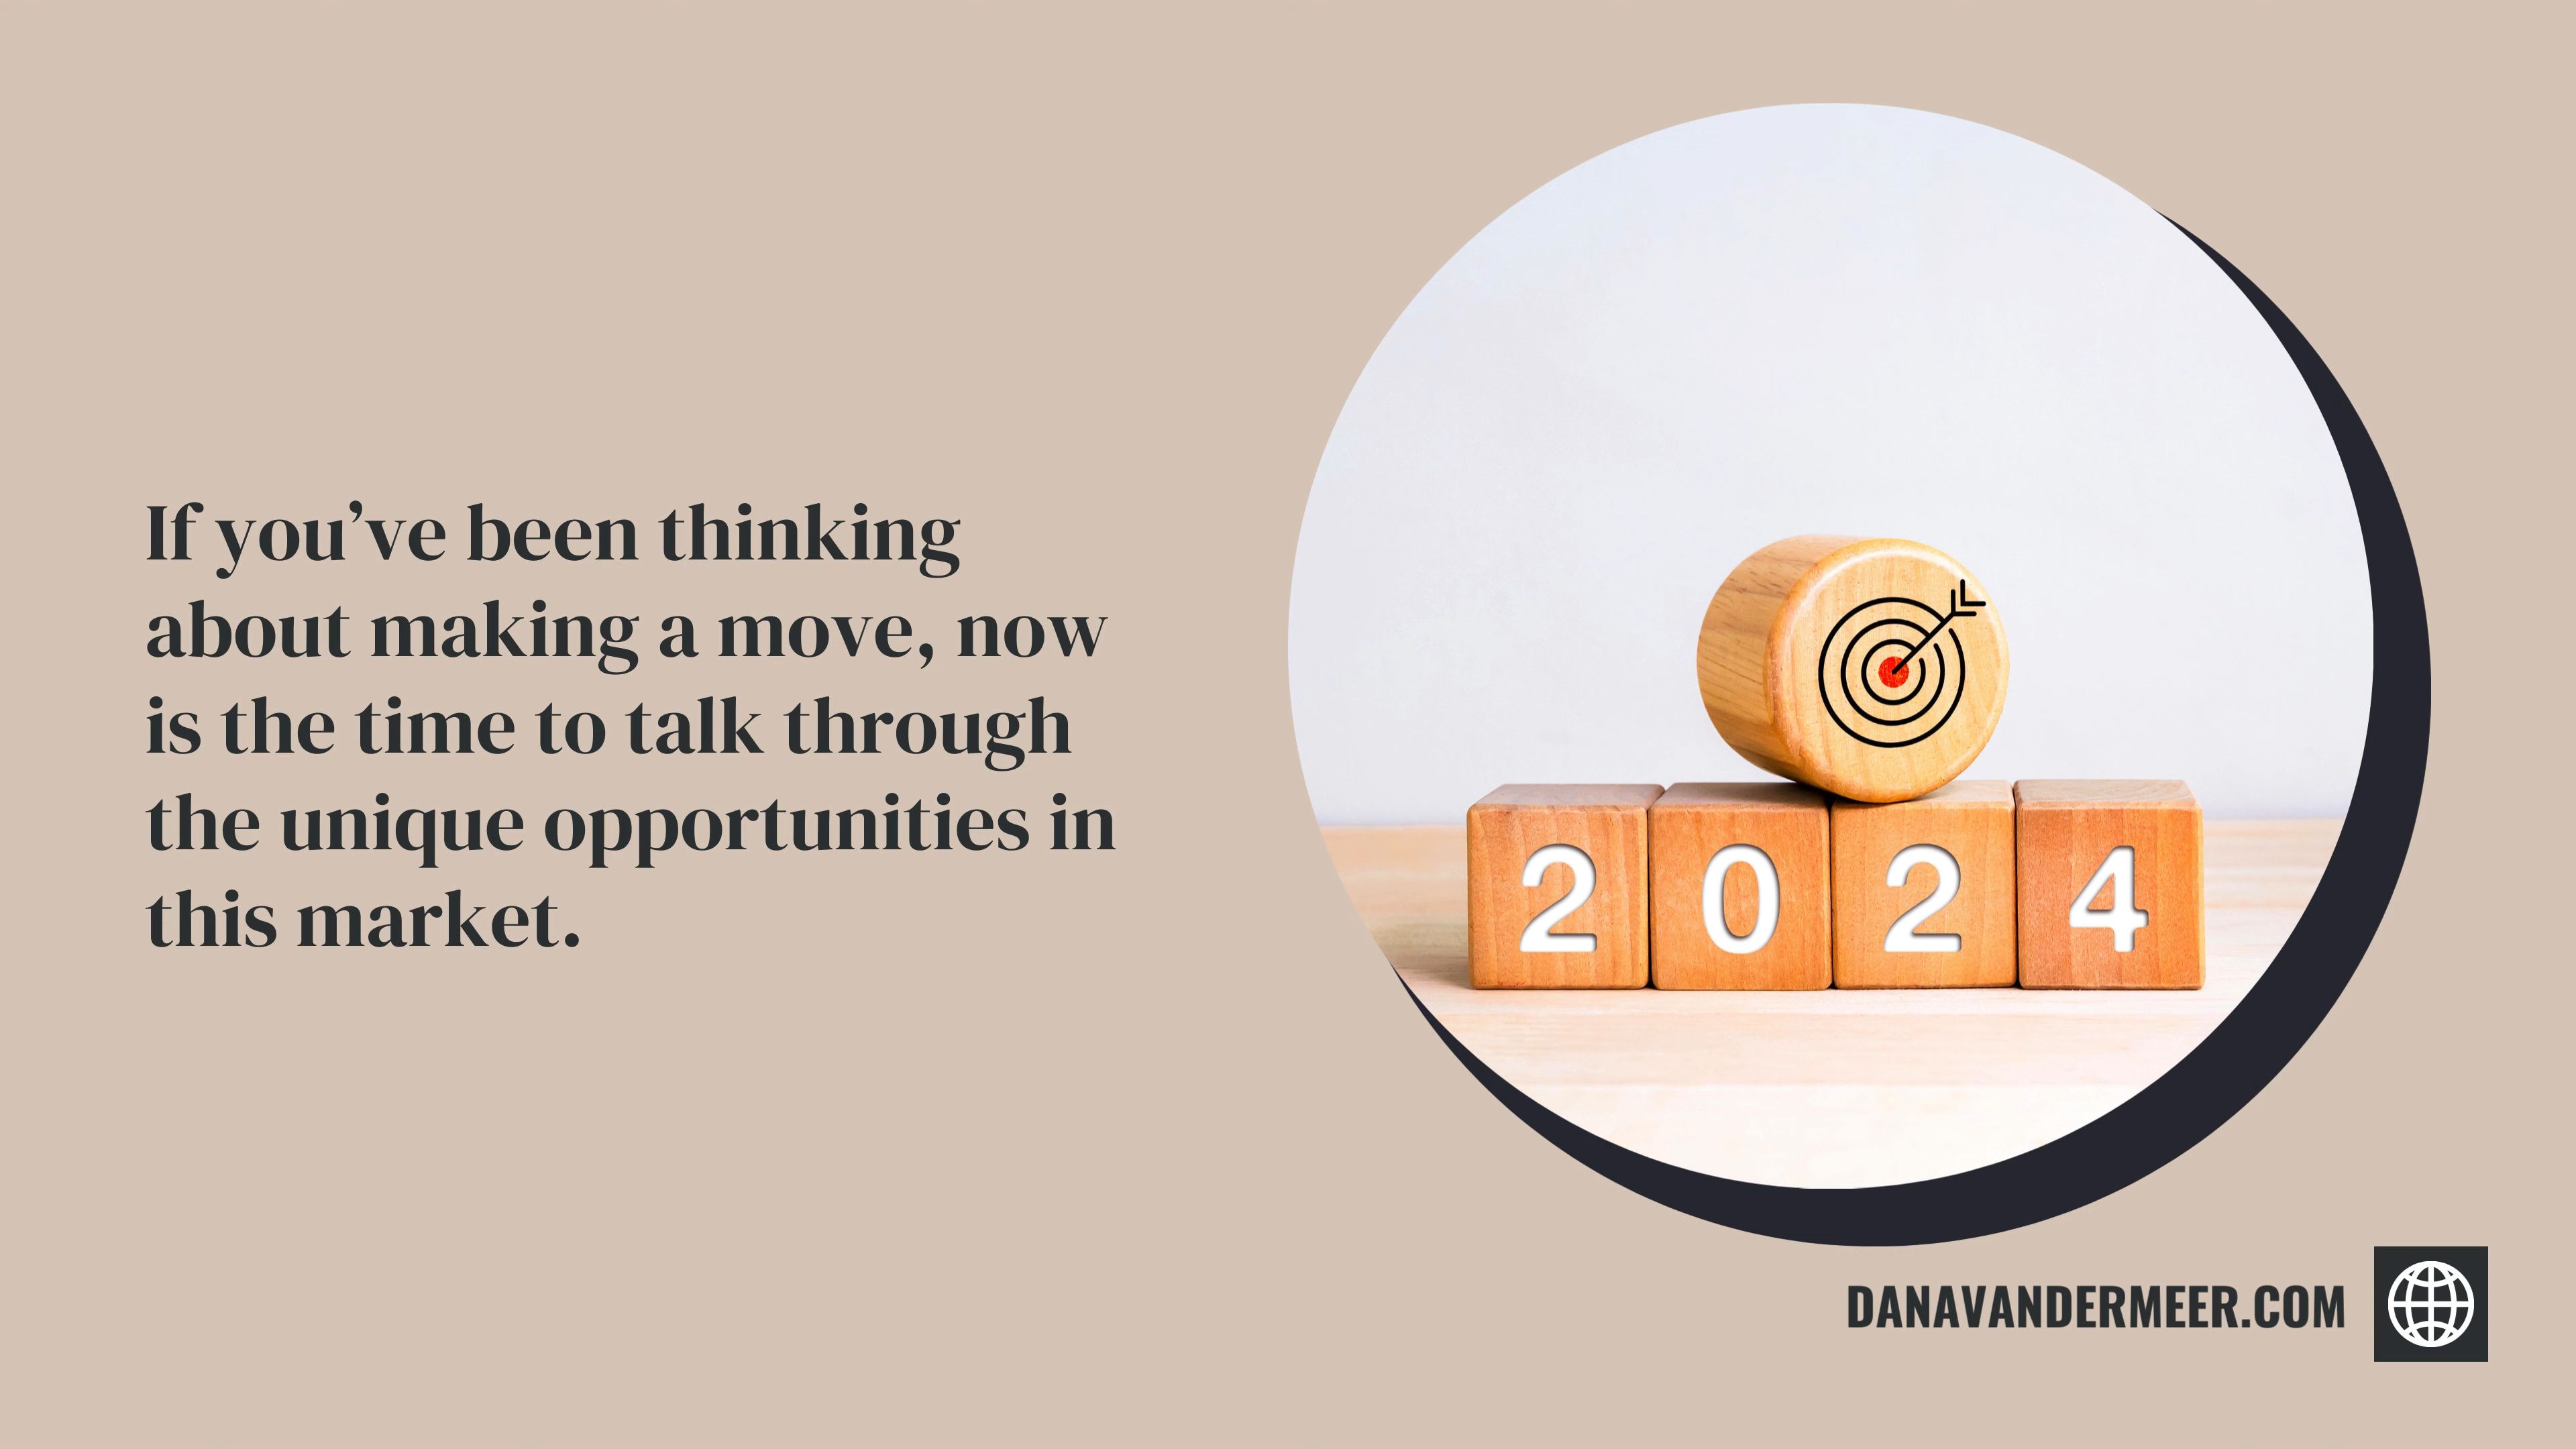 If you’ve been thinking
about making a move, now
is the time to talk through
the unique opportunities in
this market.
2024
DANAVANDERMEER.COM